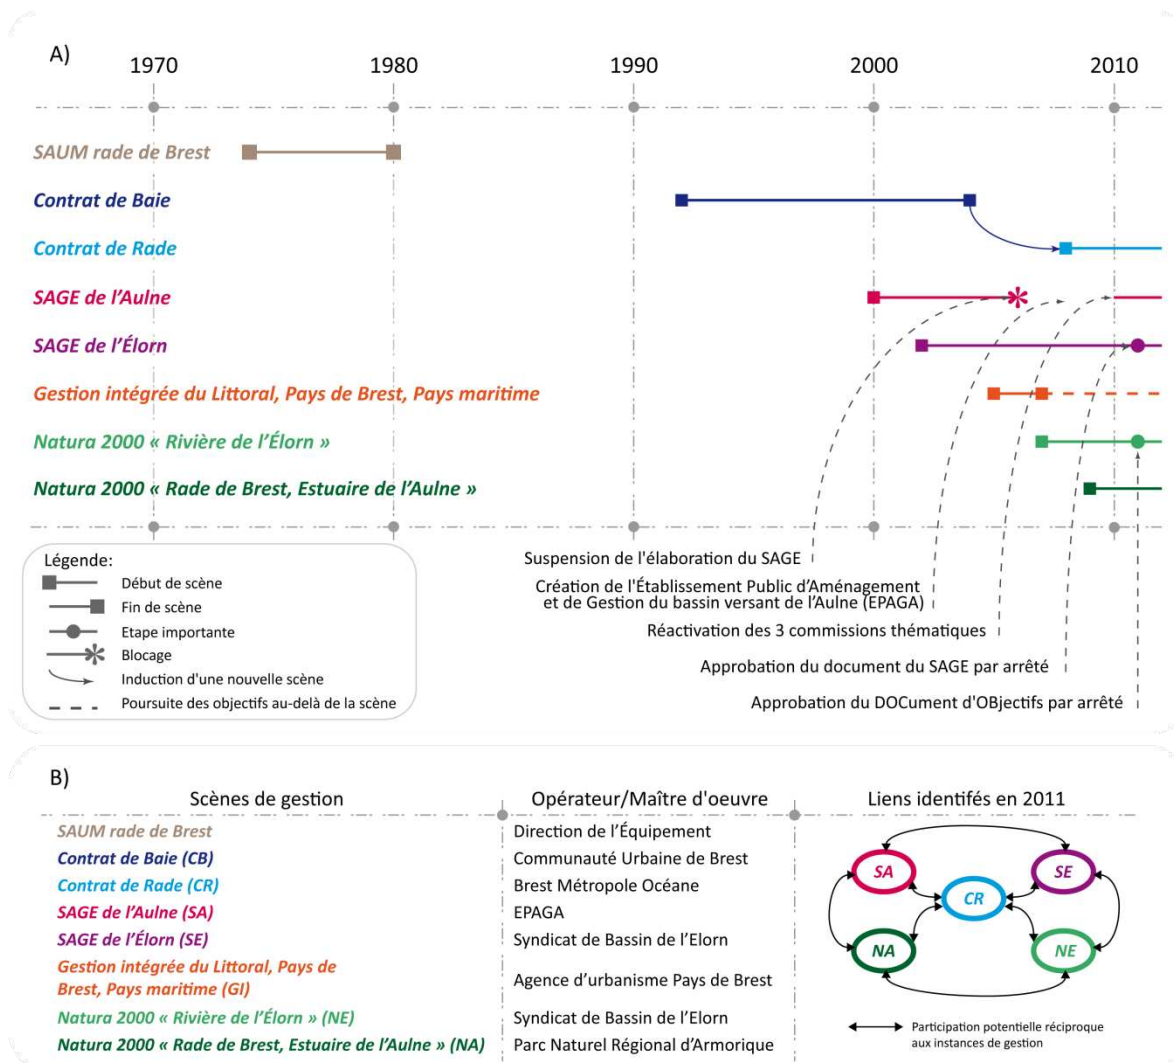 A)
1970 1980 1990 2000 2010
SAUM rade de Brest
Contrat de Baie
Contrat de Rade
SAGE de l'Aulne
SAGE de l'Élorn
Gestion intégrée du Littoral, Pays de Brest, Pays maritime
Natura 2000 « Rivière de l'Élorn »
Natura 2000 « Rade de Brest, Estuaire de l'Aulne »
Légende:
Début de scène
Fin de scène
Etape importante
Blocage
Induction d'une nouvelle scène
Poursuite des objectifs au-delà de la scène
Suspension de l'élaboration du SAGE
Création de l'Établissement Public d'Aménagement
et de Gestion du bassin versant de l'Aulne (EPAGA)
Réactivation des 3 commissions thématiques
Approbation du document du SAGE par arrêté
Approbation du DOCument d'OBjectifs par arrêté
B)
Scènes de gestion Opérateur/Maître d'oeuvre Liens identifiés en 2011
SAUM rade de Brest Direction de l'Équipement
Contrat de Baie (CB) Communauté Urbaine de Brest
Contrat de Rade (CR) Brest Métropole Océane
SAGE de l'Aulne (SA) EPAGA
SAGE de l'Élorn (SE) Syndicat de Bassin de l'Elorn
Gestion intégrée du Littoral, Pays de
Brest, Pays maritime (GI) Agence d'urbanisme Pays de Brest
Natura 2000 « Rivière de l'Élorn » (NE) Syndicat de Bassin de l'Elorn
Natura 2000 « Rade de Brest, Estuaire de l'Aulne » (NA) Parc Naturel Régional d'Armorique
SA SE
CR
NA NE
Participation potentielle réciproque
aux instances de gestion